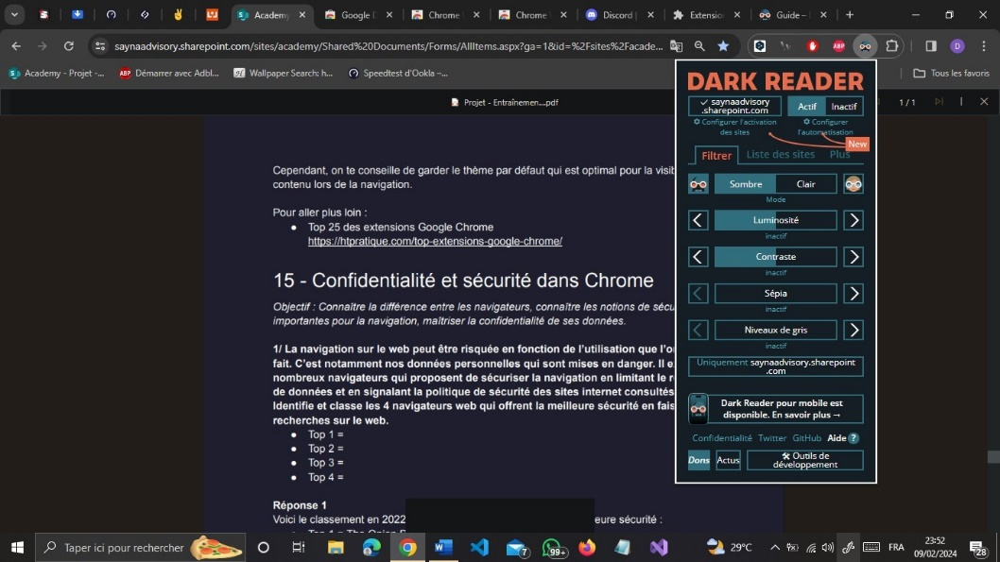 Academy
Google D
Chrome
Chrome
Discord |
Extension
Guide –
saynaadvisory.sharepoint.com/sites/academy/Shared%20Documents/Forms/AllItems.aspx?ga=1&id=%2Fsites%2Facade...
ABP
D
Academy - Projet -...
ABP Démarrer avec Adbl...
Wallpaper Search: h...
Speedtest d'Ookla –...
Tous les favoris
Projet - Entraînemen...pdf
1 / 1
Cependant, on te conseille de garder le thème par défaut qui est optimal pour la
contenu lors de la navigation.
Pour aller plus loin :
● Top 25 des extensions Google Chrome
https://htpratique.com/top-extensions-google-chrome/
15 - Confidentialité et sécurité dans Chrome
Objectif : Connaître la différence entre les navigateurs, connaître les notions de sécu
importantes pour la navigation, maîtriser la confidentialité de ses données.
1/ La navigation sur le web peut être risquée en fonction de l'utilisation que l'o
fait. C'est notamment nos données personnelles qui sont mises en danger. Il e
nombreux navigateurs qui proposent de sécuriser la navigation en limitant le
de données et en signalant la politique de sécurité des sites internet consultés
Identifie et classe les 4 navigateurs web qui offrent la meilleure sécurité en fais
recherches sur le web.
● Top 1 =
● Top 2 =
● Top 3 =
● Top 4 =
Réponse 1
Voici le classement en 2022
eure sécurité :
DARK READER
✓ saynaadvisory
.sharepoint.com
Actif
Inactif
Configurer l'activation
des sites
Configurer
l'automatisation
New
Filtrer
Liste des sites
Plus
Sombre
Clair
Mode
Luminosité
inactif
Contraste
inactif
Sépia
inactif
Niveaux de gris
inactif
Uniquement saynaadvisory.sharepoint
.com
Dark Reader pour mobile est
disponible. En savoir plus →
Confidentialité
Twitter
GitHub
Aide ?
Dons
Actus
🛠 Outils de
développement
Taper ici pour rechercher
7
99+
29°C
FRA
23:52
09/02/2024
28